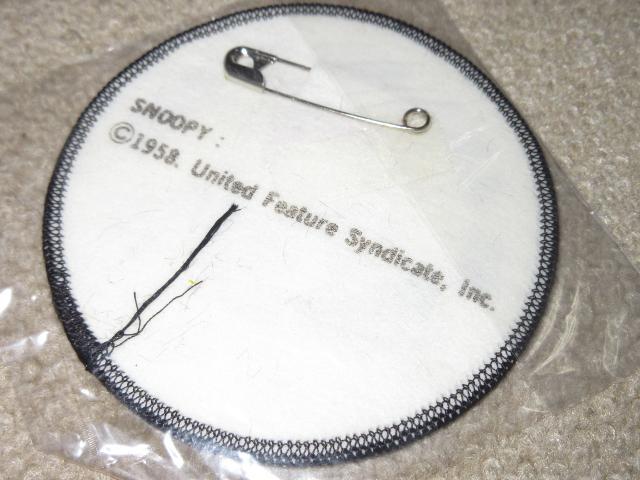 SNOOPY :
©1958. United Feature Syndicate, Inc.